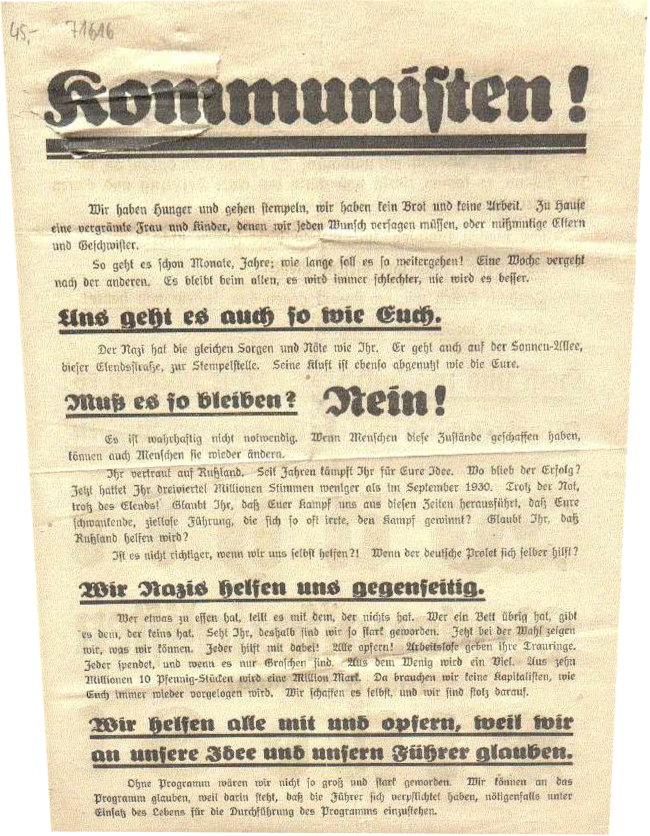 45,- 71616
Kommunisten!
Wir haben Hunger und gehen stempeln, wir haben kein Brot und keine Arbeit. Zu Hause
eine vergrämte Frau und Kinder, denen wir jeden Wunsch versagen müssen, oder mißmutige Eltern
und Geschwister.
So geht es schon Monate, Jahre; wie lange soll es so weitergehen! Eine Woche vergeht
nach der anderen. Es bleibt beim alten, es wird immer schlechter, nie wird es besser.
Uns geht es auch so wie Euch.
Der Nazi hat die gleichen Sorgen und Nöte wie Ihr. Er geht auch auf der Sonnen-Allee,
dieser Elendsstraße, zur Stempelstelle. Seine Kluft ist ebenso abgenutzt wie die Eure.
Muß es so bleiben? Nein!
Es ist wahrhaftig nicht notwendig. Wenn Menschen diese Zustände geschaffen haben,
können auch Menschen sie wieder ändern.
Ihr vertraut auf Rußland. Seit Jahren kämpft Ihr für Eure Idee. Wo blieb der Erfolg?
Jetzt hattet Ihr dreiviertel Millionen Stimmen weniger als im September 1930. Trotz der Not,
trotz des Elends! Glaubt Ihr, daß Euer Kampf uns aus diesen Zeiten herausführt, daß Eure
schwankende, ziellose Führung, die sich so oft irrte, den Kampf gewinnt? Glaubt Ihr, daß
Rußland helfen wird?
Ist es nicht richtiger, wenn wir uns selbst helfen?! Wenn der deutsche Prolet sich selber hilft?
Wir Nazis helfen uns gegenseitig.
Wer etwas zu essen hat, teilt es mit dem, der nichts hat. Wer ein Bett übrig hat, gibt
es dem, der keins hat. Seht Ihr, deshalb sind wir so stark geworden. Jetzt bei der Wahl zeigen
wir, was wir können. Jeder hilft mit dabei! Alle opfern! Arbeitslose geben ihre Trauringe.
Jeder spendet, und wenn es nur Groschen sind. Aus dem Wenig wird ein Viel. Aus zehn
Millionen 10 Pfennig-Stücken wird eine Million Mark. Da brauchen wir keine Kapitalisten, wie
Euch immer wieder vorgelogen wird. Wir schaffen es selbst, und wir sind stolz darauf.
Wir helfen alle mit und opfern, weil wir
an unsere Idee und unsern Führer glauben.
Ohne Programm wären wir nicht so groß und stark geworden. Wir können an das
Programm glauben, weil darin steht, daß die Führer sich verpflichtet haben, nötigenfalls unter
Einsatz des Lebens für die Durchführung des Programms einzustehen.